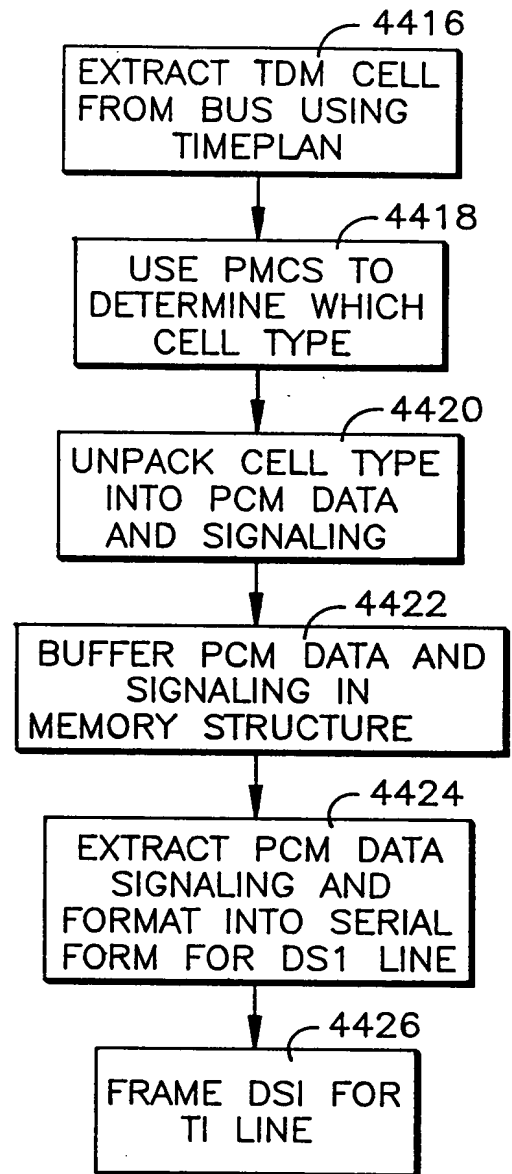 4416
EXTRACT TDM CELL
FROM BUS USING
TIMEPLAN
4418
USE PMCS TO
DETERMINE WHICH
CELL TYPE
4420
UNPACK CELL TYPE
INTO PCM DATA
AND SIGNALING
4422
BUFFER PCM DATA AND
SIGNALING IN
MEMORY STRUCTURE
4424
EXTRACT PCM DATA
SIGNALING AND
FORMAT INTO SERIAL
FORM FOR DS1 LINE
4426
FRAME DSI FOR
TI LINE